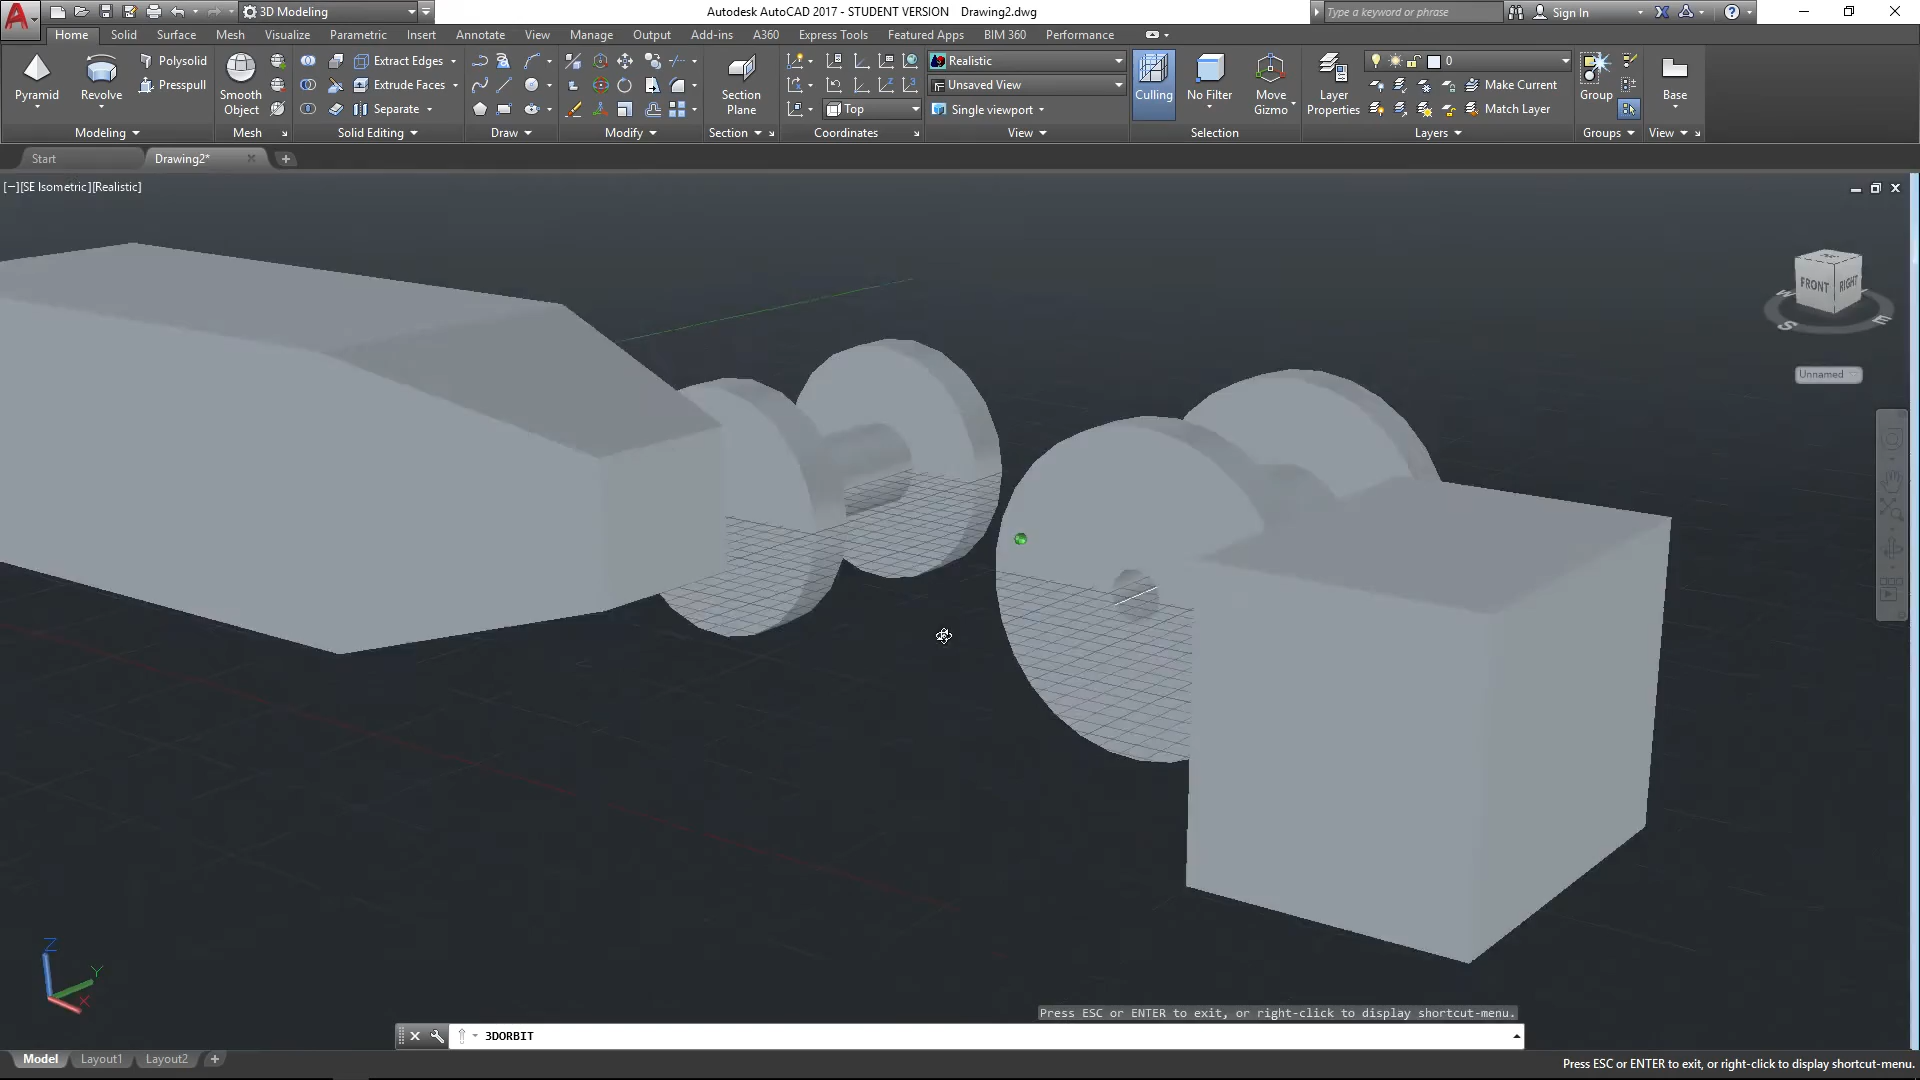 3D Modeling
Autodesk AutoCAD 2017 - STUDENT VERSION Drawing2.dwg
Type a keyword or phrase
Sign In
Home Solid Surface Mesh Visualize Parametric Insert Annotate View Manage Output Add-ins A360 Express Tools Featured Apps BIM 360 Performance
Polysolid
Extract Edges
Realistic
0
Presspull
Extrude Faces
Unsaved View
Make Current
Pyramid
Revolve
Smooth
Object
Separate
Section
Plane
Top
Single viewport
Culling
No Filter
Move
Gizmo
Layer
Properties
Match Layer
Group
Base
Modeling
Mesh
Solid Editing
Draw
Modify
Section
Coordinates
View
Selection
Layers
Groups
View
Start
Drawing2*
[−][SE Isometric][Realistic]
FRONT
RIGHT
W
S
E
Unnamed
Z
Y
X
Press ESC or ENTER to exit, or right-click to display shortcut-menu.
3DORBIT
Model
Layout1
Layout2
Press ESC or ENTER to exit, or right-click to display shortcut-menu.